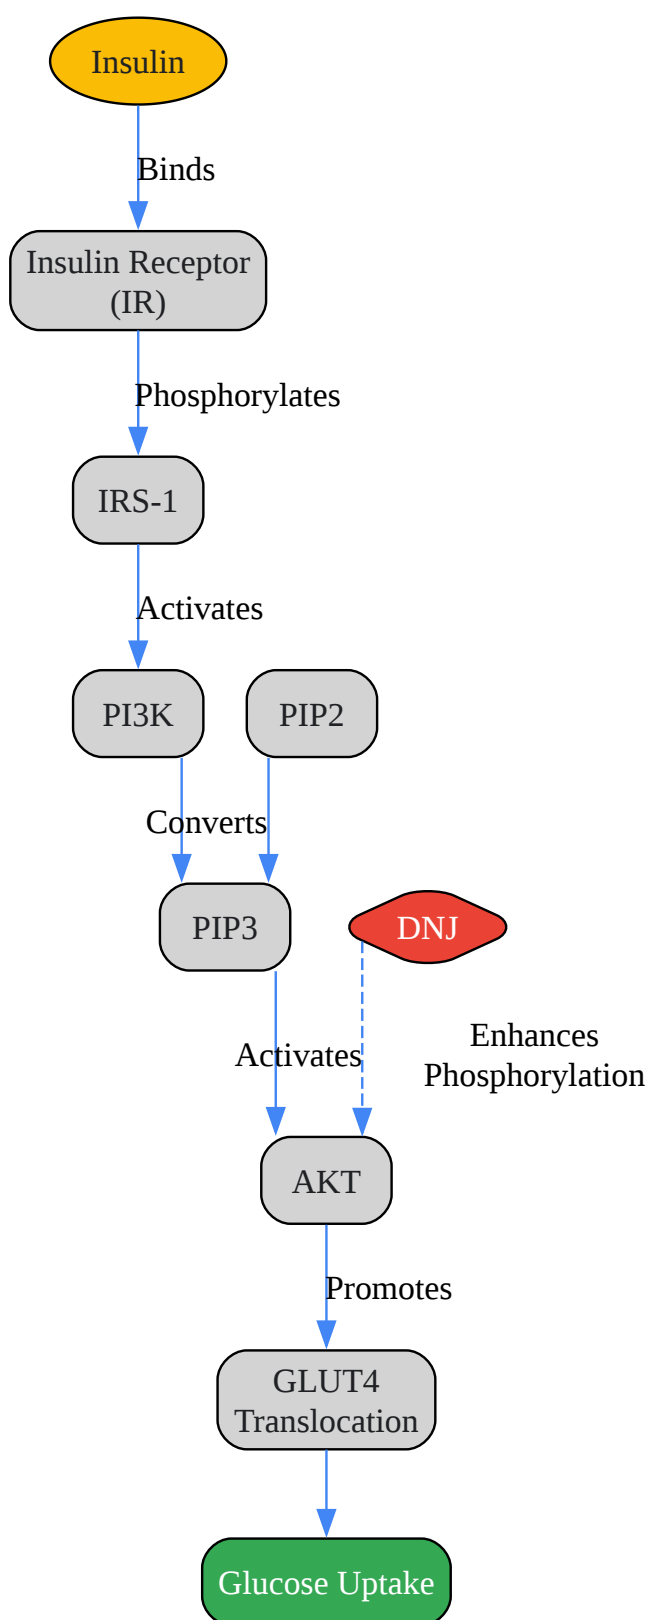 Insulin
Binds
Insulin Receptor
(IR)
Phosphorylates
IRS-1
Activates
PI3K
PIP2
Converts
PIP3
DNJ
Activates
Enhances
Phosphorylation
AKT
Promotes
GLUT4
Translocation
Glucose Uptake